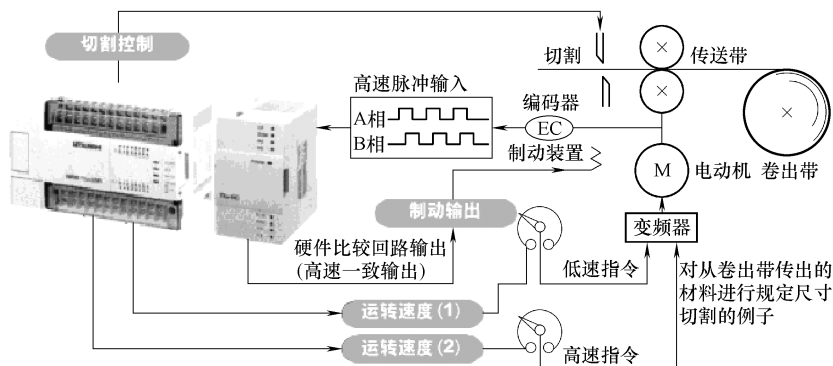 切割控制
切割
传送带
高速脉冲输入
A相
B相
编码器
EC
制动装置
M
电动机
卷出带
制动输出
变频器
硬件比较回路输出
(高速一致输出)
低速指令
对从卷出带传出的
材料进行规定尺寸
切割的例子
运转速度(1)
运转速度(2)
高速指令